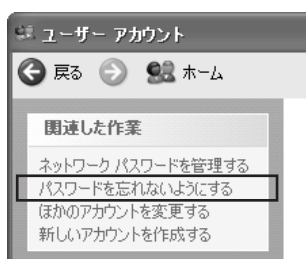 ユーザー アカウント
戻る ホーム
関連した作業
ネットワーク パスワードを管理する
パスワードを忘れないようにする
ほかのアカウントを変更する
新しいアカウントを作成する